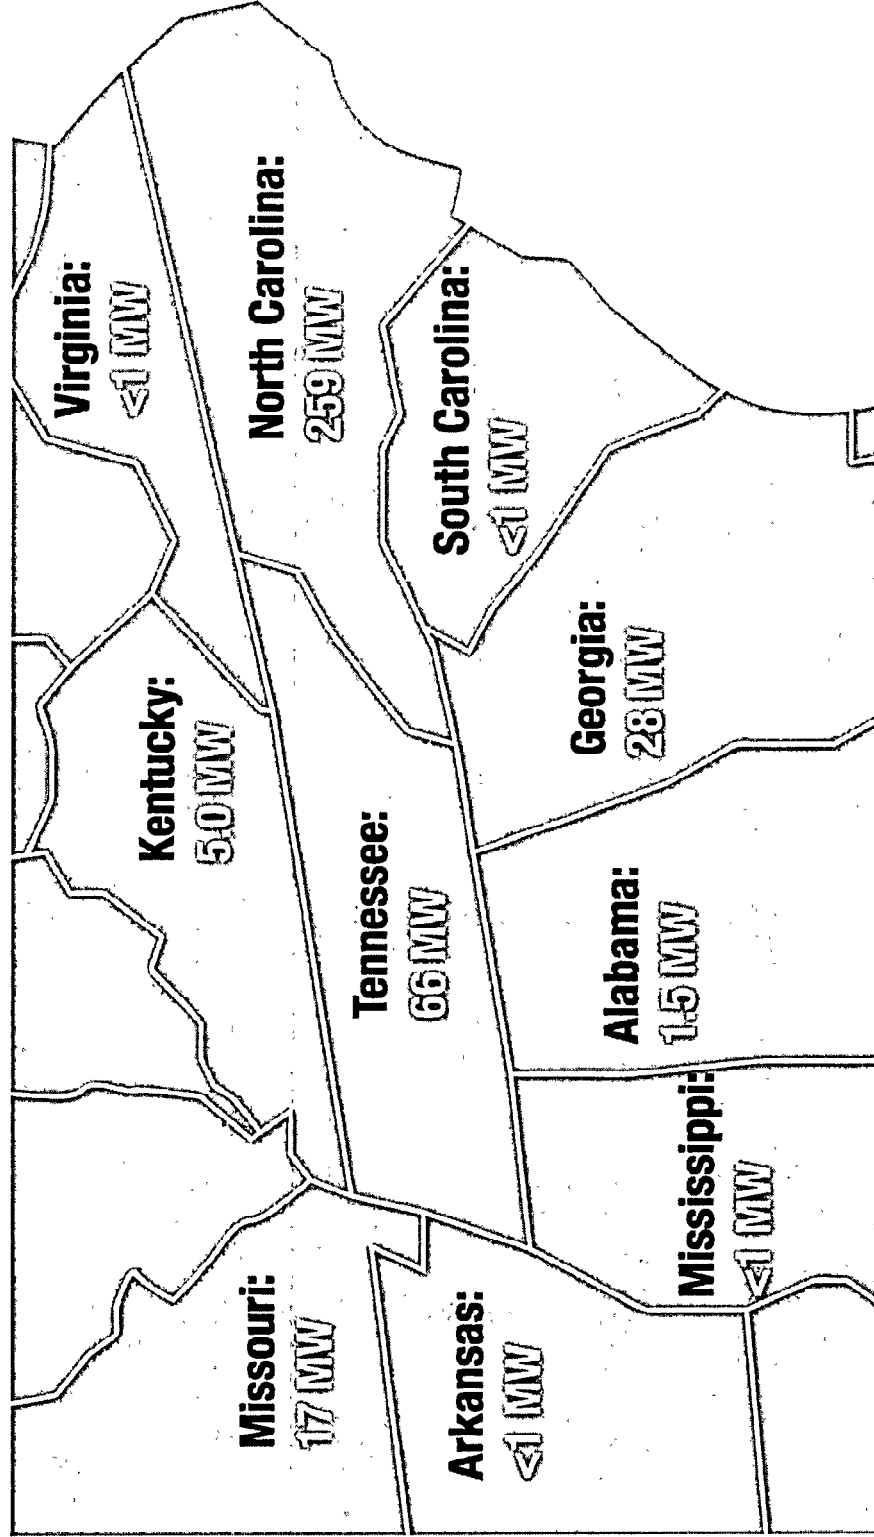 Virginia:
<1 MW
Kentucky:
5.0 MW
Missouri:
17 MW
North Carolina:
259 MW
Tennessee:
66 MW
Arkansas:
<1 MW
South Carolina:
<1 MW
Georgia:
28 MW
Alabama:
1.5 MW
Mississippi:
<1 MW